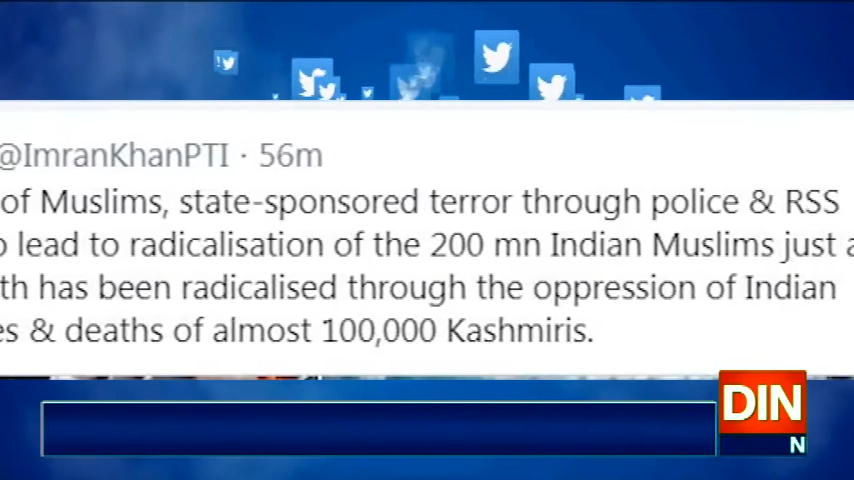 @ImranKhanPTI · 56m
of Muslims, state-sponsored terror through police & RSS
lead to radicalisation of the 200 mn Indian Muslims just
has been radicalised through the oppression of Indian
& deaths of almost 100,000 Kashmiris.
DIN
N